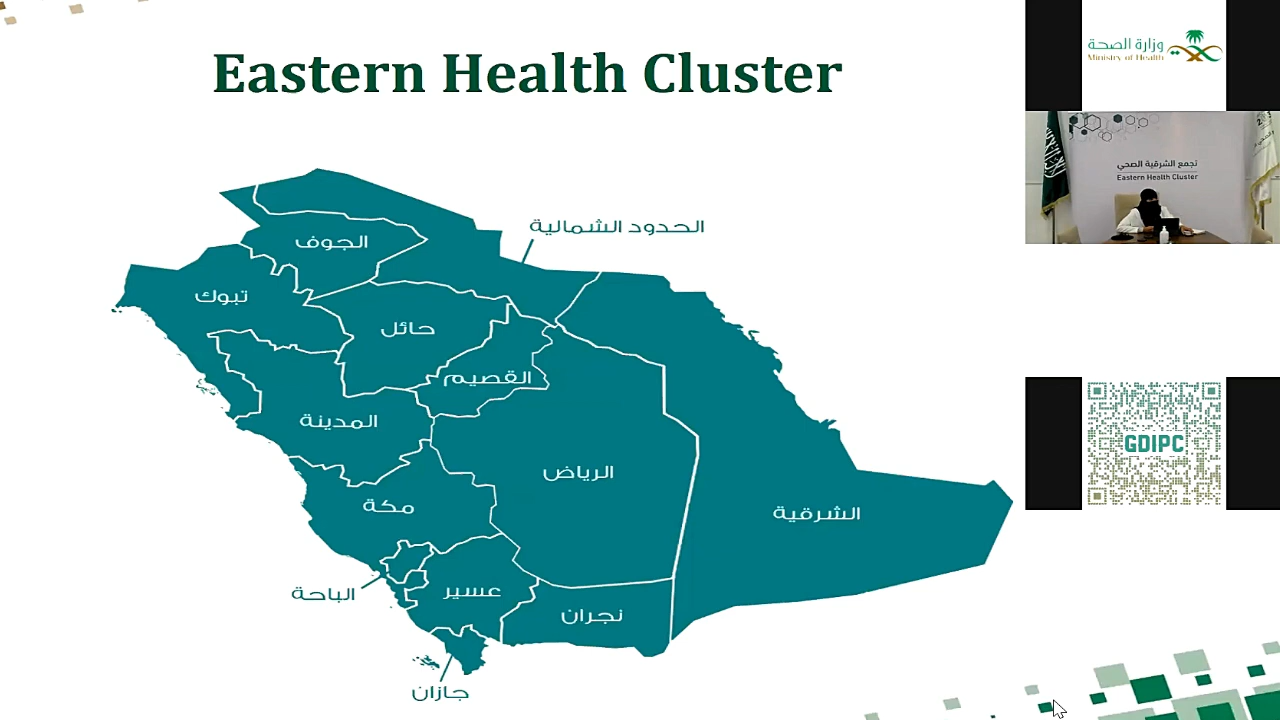 Eastern Health Cluster
وزارة الصحة
Ministry of Health
تجمع الشرقية الصحي
Eastern Health Cluster
الحدود الشمالية
الجوف
تبوك
حائل
القصيم
المدينة
الرياض
مكة
الشرقية
الباحة
عسير
نجران
جازان
GDIPC